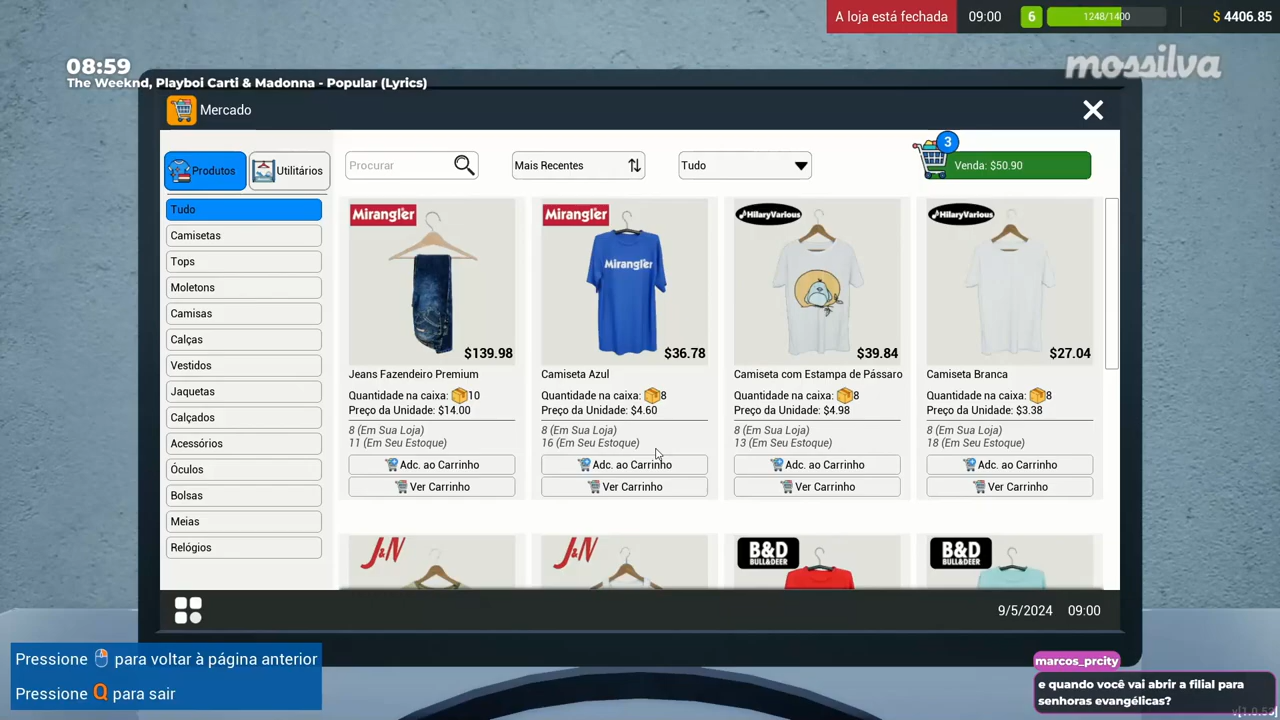 A loja está fechada 09:00 6 1248/1400 $ 4406.85
08:59
The Weeknd, Playboi Carti & Madonna - Popular (Lyrics)
mossilva
Mercado
Produtos Utilitários Procurar Mais Recentes Tudo 3 Venda: $50.90
Tudo
Camisetas
Tops
Moletons
Camisas
Calças
Vestidos
Jaquetas
Calçados
Acessórios
Óculos
Bolsas
Meias
Relógios
Mirangler
$139.98
Jeans Fazendeiro Premium
Quantidade na caixa: 10
Preço da Unidade: $14.00
8 (Em Sua Loja)
11 (Em Seu Estoque)
Adc. ao Carrinho
Ver Carrinho
Mirangler
Mirangler
$36.78
Camiseta Azul
Quantidade na caixa: 8
Preço da Unidade: $4.60
8 (Em Sua Loja)
16 (Em Seu Estoque)
Adc. ao Carrinho
Ver Carrinho
HilaryVarious
$39.84
Camiseta com Estampa de Pássaro
Quantidade na caixa: 8
Preço da Unidade: $4.98
8 (Em Sua Loja)
13 (Em Seu Estoque)
Adc. ao Carrinho
Ver Carrinho
HilaryVarious
$27.04
Camiseta Branca
Quantidade na caixa: 8
Preço da Unidade: $3.38
8 (Em Sua Loja)
18 (Em Seu Estoque)
Adc. ao Carrinho
Ver Carrinho
J&N
J&N
B&D
BULL&DEER
B&D
BULL&DEER
9/5/2024 09:00
Pressione para voltar à página anterior
Pressione Q para sair
marcos_prcity
e quando você vai abrir a filial para
senhoras evangélicas?